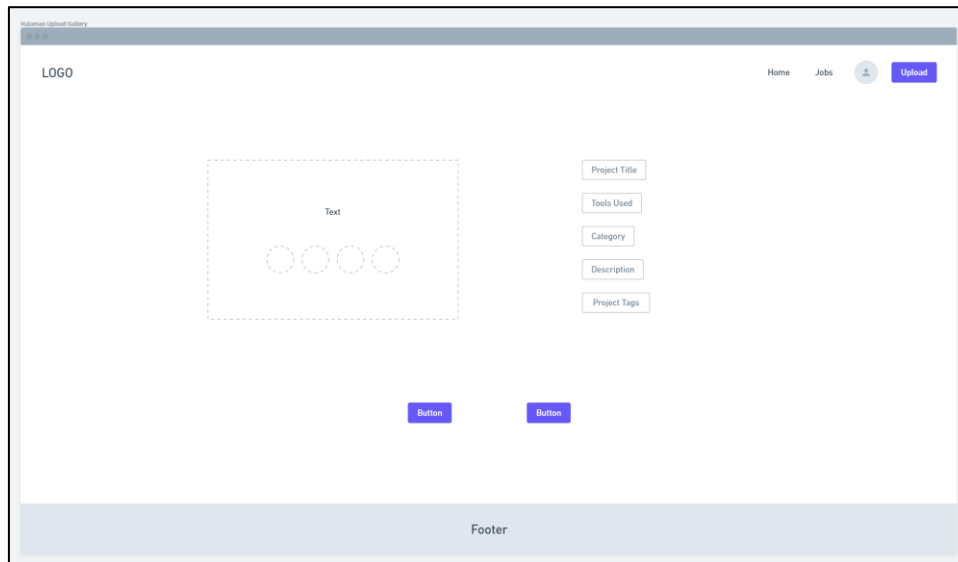 Halaman Upload Gallery
LOGO
Home Jobs Upload
Text
Project Title
Tools Used
Category
Description
Project Tags
Button Button
Footer